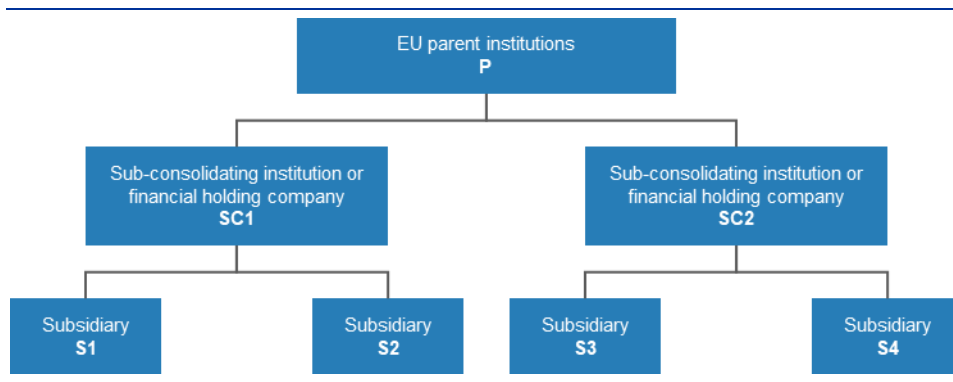 EU parent institutions
P
Sub-consolidating institution or
financial holding company
SC1
Sub-consolidating institution or
financial holding company
SC2
Subsidiary
S1
Subsidiary
S2
Subsidiary
S3
Subsidiary
S4